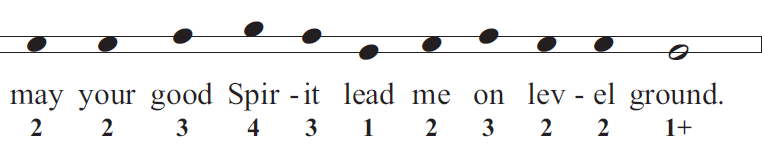 may your good Spir - it lead me on lev - el ground.
2 2 3 4 3 1 2 3 2 2 1+